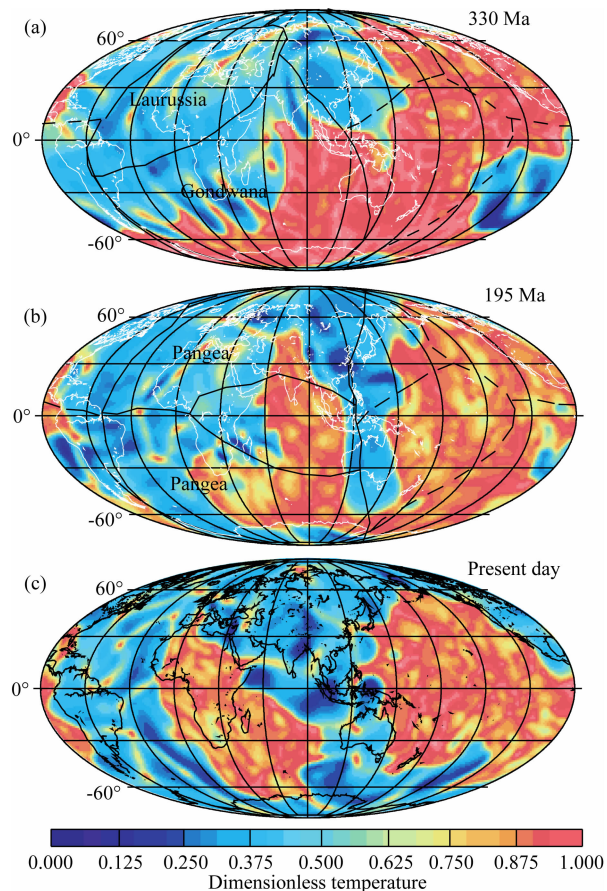 (a)
330 Ma
60°
Laurussia
0°
Gondwana
-60°
(b)
195 Ma
60°
Pangea
0°
Pangea
-60°
(c)
Present day
60°
0°
-60°
0.000 0.125 0.250 0.375 0.500 0.625 0.750 0.875 1.000
Dimensionless temperature